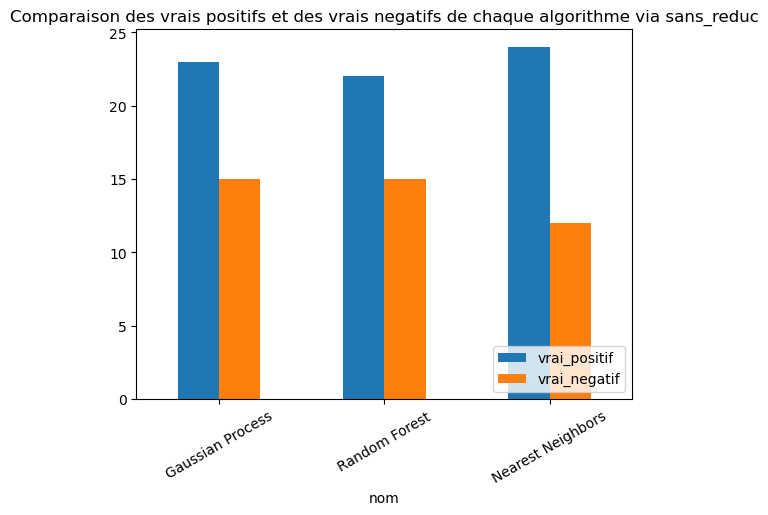 Comparaison des vrais positifs et des vrais negatifs de chaque algorithme via sans_reduc
25
20
15
10
5
0
vrai_positif
vrai_negatif
Gaussian Process
Random Forest
Nearest Neighbors
nom